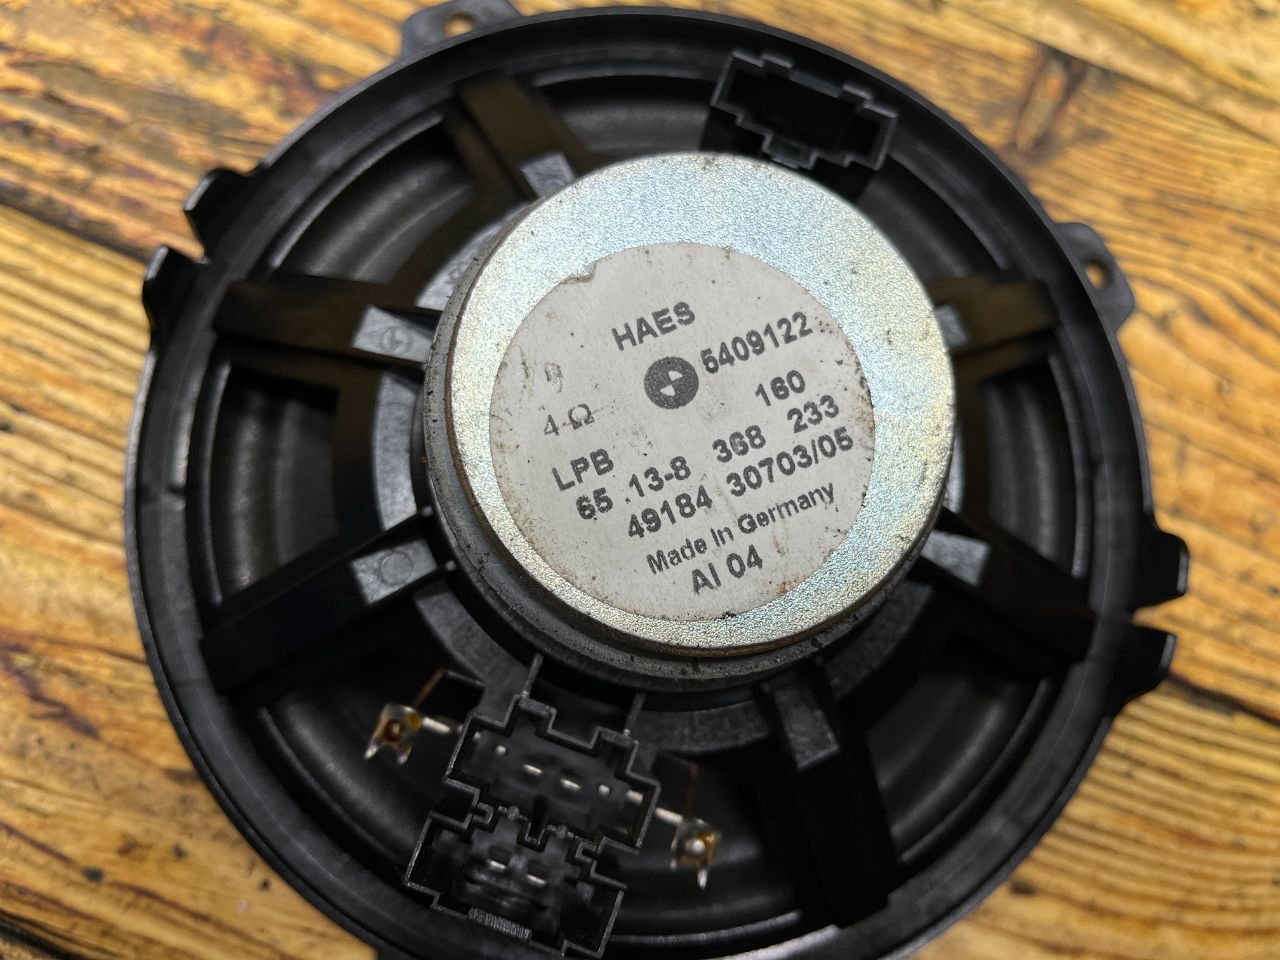 HAES
5409122
4 Ω
160
LPB
65 .13-8 368 233
49184 30703/05
Made in Germany
AI 04